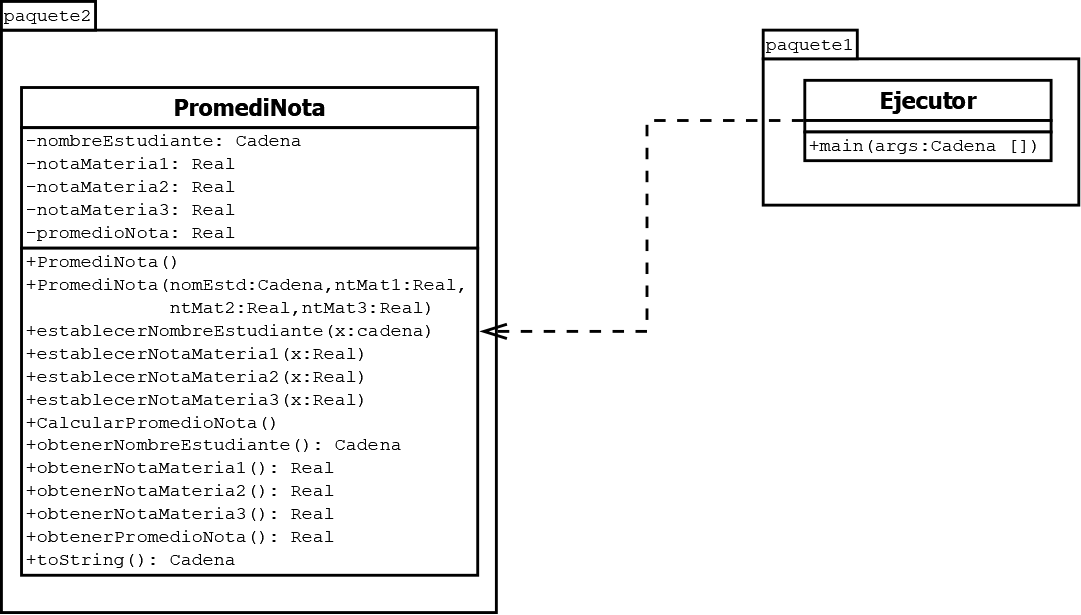 paquete2
PromediNota
-nombreEstudiante: Cadena
-notaMateria1: Real
-notaMateria2: Real
-notaMateria3: Real
-promedioNota: Real
+PromediNota()
+PromediNota(nomEstd:Cadena,ntMat1:Real,
ntMat2:Real,ntMat3:Real)
+establecerNombreEstudiante(x:cadena)
+establecerNotaMateria1(x:Real)
+establecerNotaMateria2(x:Real)
+establecerNotaMateria3(x:Real)
+CalcularPromedioNota()
+obtenerNombreEstudiante(): Cadena
+obtenerNotaMateria1(): Real
+obtenerNotaMateria2(): Real
+obtenerNotaMateria3(): Real
+obtenerPromedioNota(): Real
+toString(): Cadena
paquete1
Ejecutor
+main(args:Cadena [])